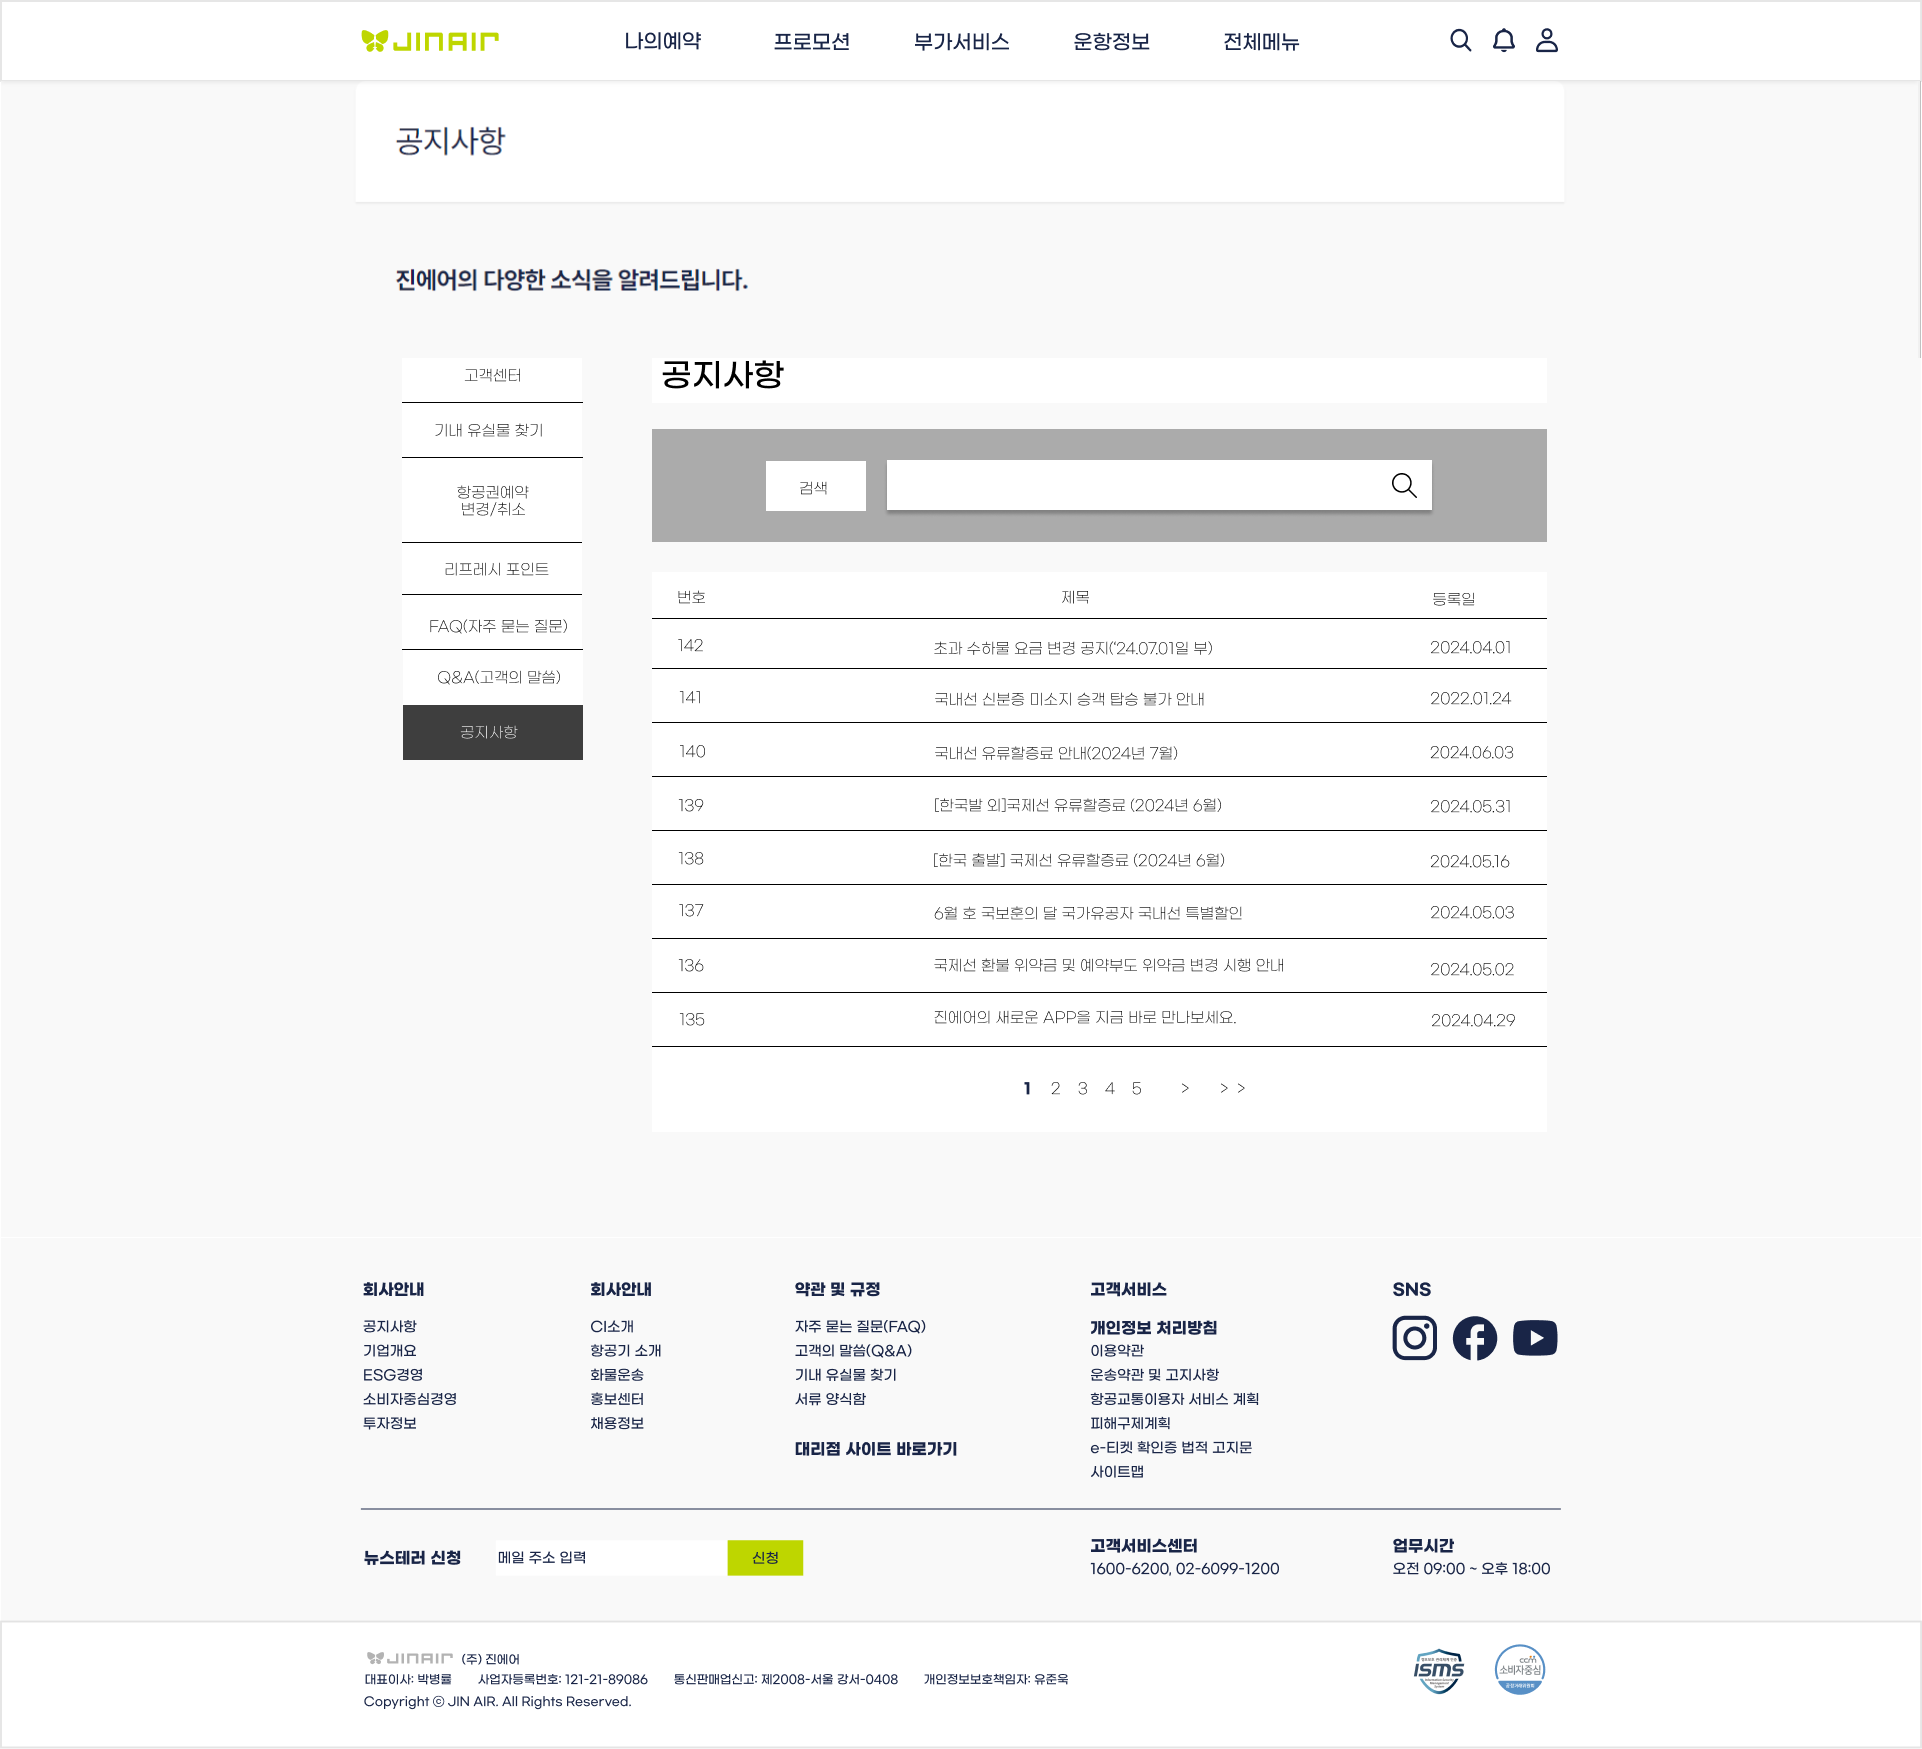 JINAIR 나의예약 프로모션 부가서비스 운항정보 전체메뉴
공지사항
진에어의 다양한 소식을 알려드립니다.
고객센터
기내 유실물 찾기
항공권예약
변경/취소
리프레시 포인트
FAQ(자주 묻는 질문)
Q&A(고객의 말씀)
공지사항
공지사항
검색
번호 제목 등록일
142 초과 수하물 요금 변경 공지(‘24.07.01일 부) 2024.04.01
141 국내선 신분증 미소지 승객 탑승 불가 안내 2022.01.24
140 국내선 유류할증료 안내(2024년 7월) 2024.06.03
139 [한국발 외]국제선 유류할증료 (2024년 6월) 2024.05.31
138 [한국 출발] 국제선 유류할증료 (2024년 6월) 2024.05.16
137 6월 호 국보훈의 달 국가유공자 국내선 특별할인 2024.05.03
136 국제선 환불 위약금 및 예약부도 위약금 변경 시행 안내 2024.05.02
135 진에어의 새로운 APP을 지금 바로 만나보세요. 2024.04.29
1 2 3 4 5 > > >
회사안내
공지사항
기업개요
ESG경영
소비자중심경영
투자정보
회사안내
CI소개
항공기 소개
화물운송
홍보센터
채용정보
약관 및 규정
자주 묻는 질문(FAQ)
고객의 말씀(Q&A)
기내 유실물 찾기
서류 양식함
대리점 사이트 바로가기
고객서비스
개인정보 처리방침
이용약관
운송약관 및 고지사항
항공교통이용자 서비스 계획
피해구제계획
e-티켓 확인증 법적 고지문
사이트맵
SNS
뉴스테러 신청 메일 주소 입력 신청
고객서비스센터
1600-6200, 02-6099-1200
업무시간
오전 09:00 ~ 오후 18:00
JINAIR (주) 진에어
대표이사: 박병률 사업자등록번호: 121-21-89086 통신판매업신고: 제2008-서울 강서-0408 개인정보보호책임자: 유준욱
Copyright ⓒ JIN AIR. All Rights Reserved.
ISMS
ccm
소비자중심